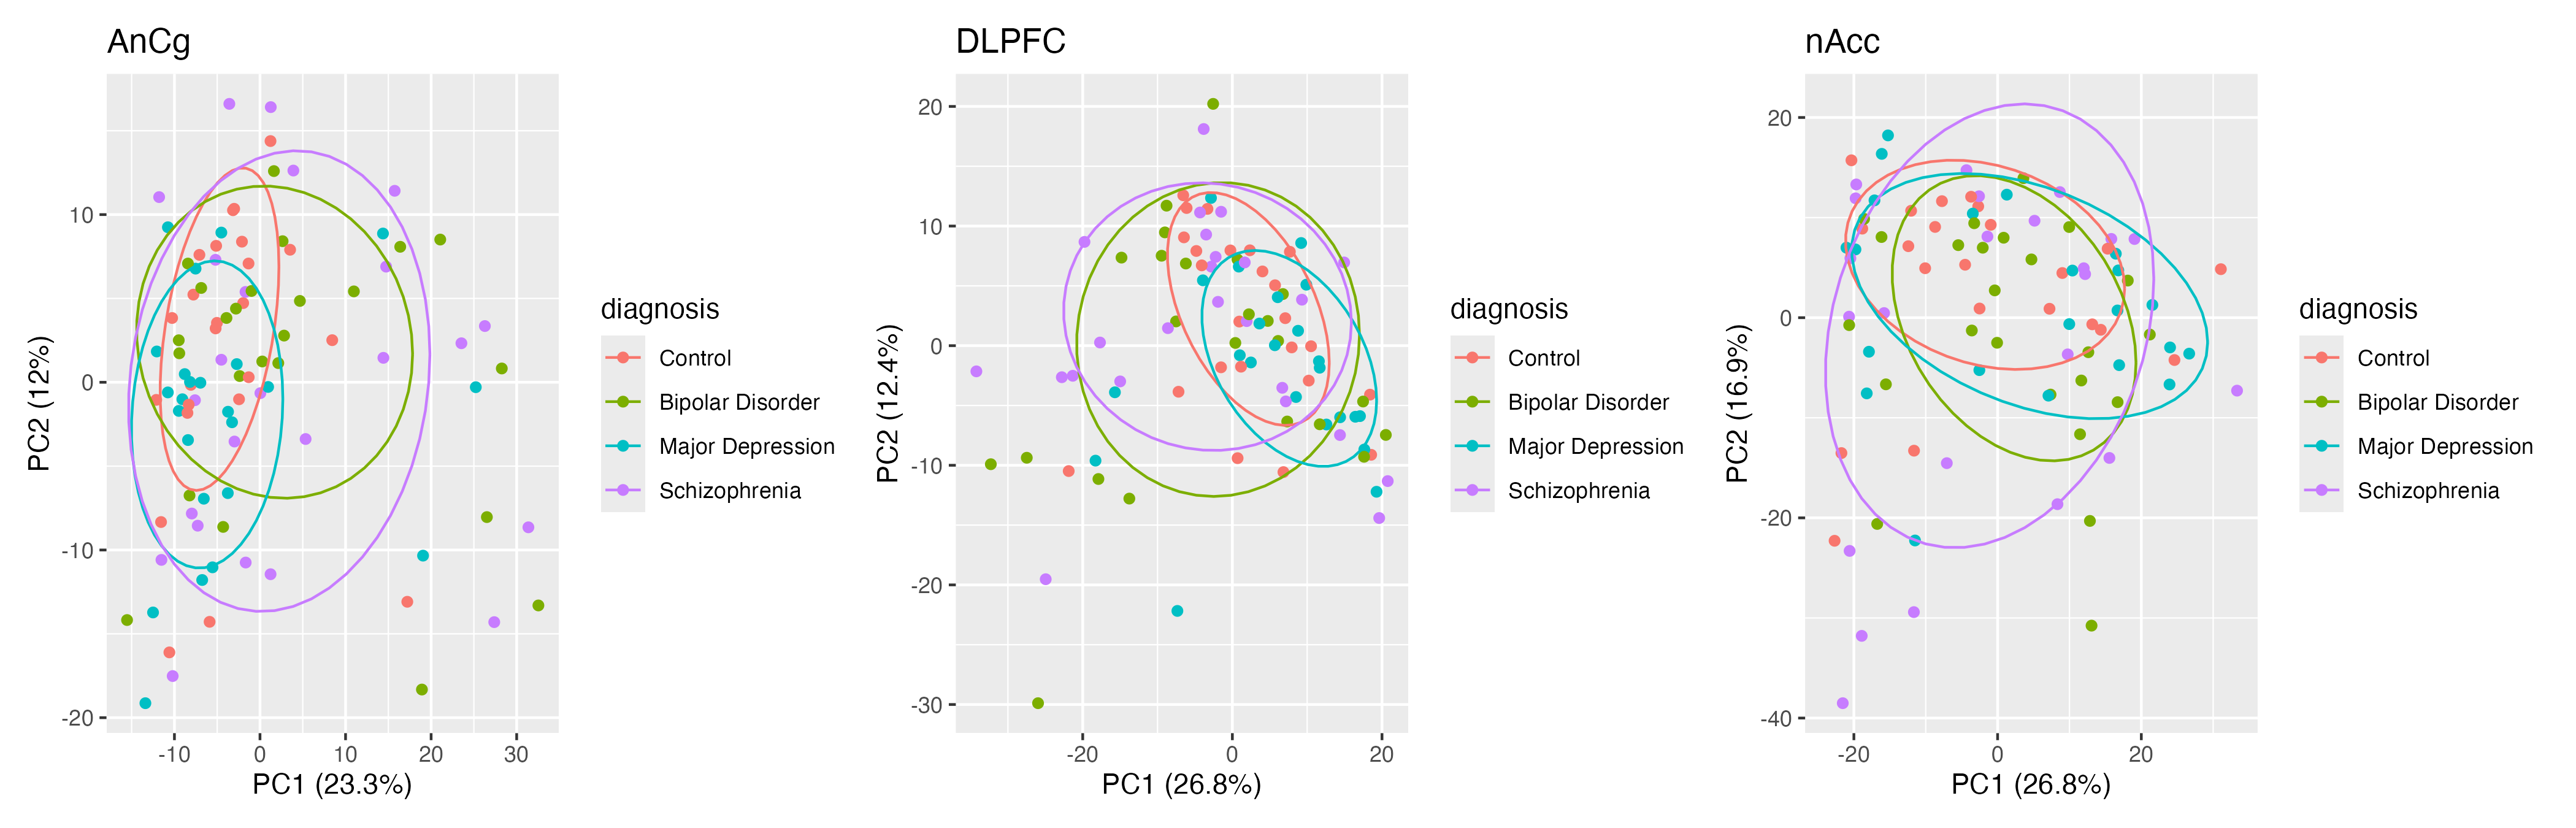 AnCg
10
0
-10
-20
PC2 (12%)
-10 0 10 20 30
PC1 (23.3%)
diagnosis
Control
Bipolar Disorder
Major Depression
Schizophrenia
DLPFC
20
10
0
-10
-20
-30
PC2 (12.4%)
-20 0 20
PC1 (26.8%)
diagnosis
Control
Bipolar Disorder
Major Depression
Schizophrenia
nAcc
20
0
-20
-40
PC2 (16.9%)
-20 0 20
PC1 (26.8%)
diagnosis
Control
Bipolar Disorder
Major Depression
Schizophrenia